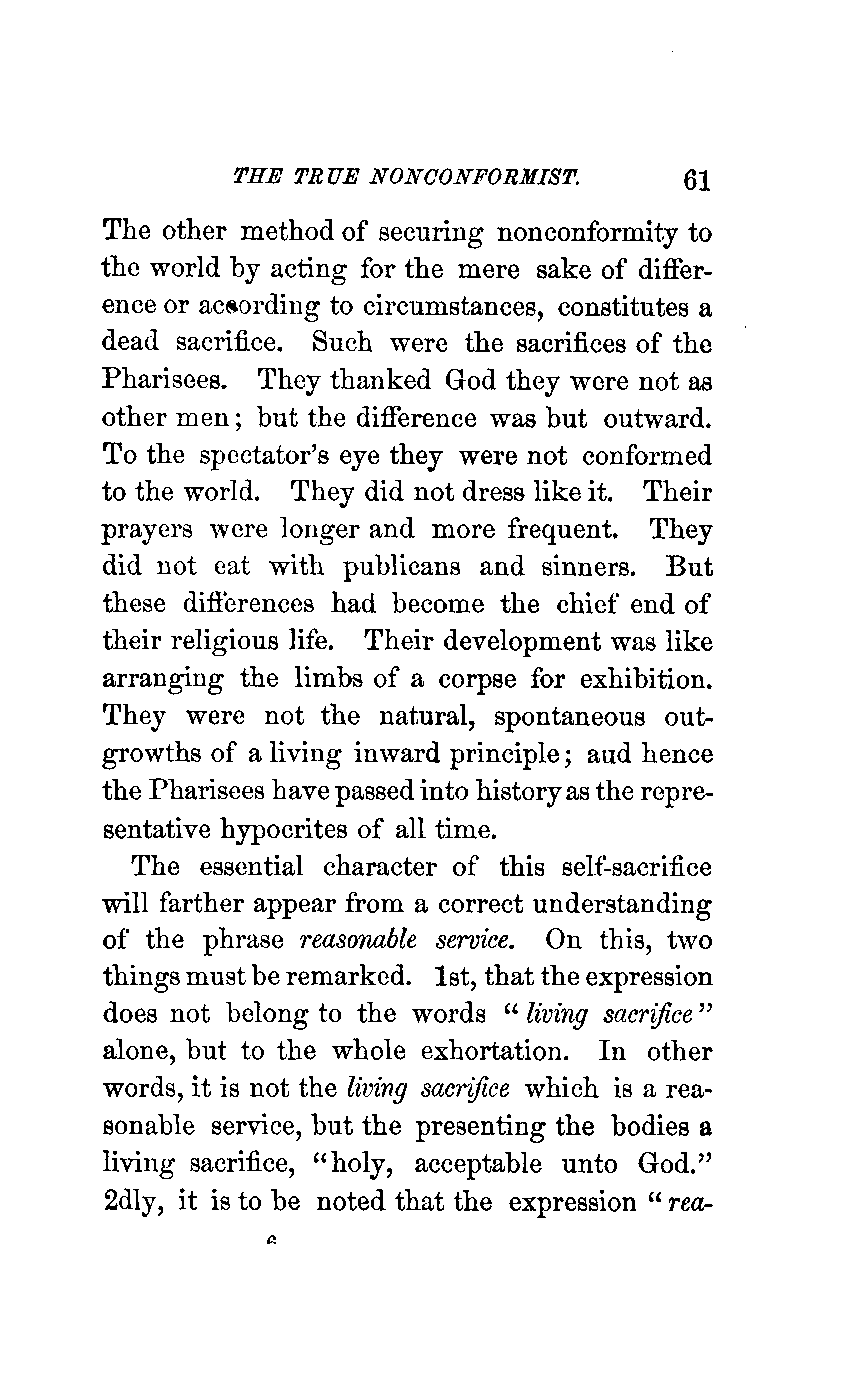 THE TRUE NONCONFORMIST. 61
The other method of securing nonconformity to
the world by acting for the mere sake of differ-
ence or according to circumstances, constitutes a
dead sacrifice. Such were the sacrifices of the
Pharisees. They thanked God they were not as
other men; but the difference was but outward.
To the spectator's eye they were not conformed
to the world. They did not dress like it. Their
prayers were longer and more frequent. They
did not eat with publicans and sinners. But
these differences had become the chief end of
their religious life. Their development was like
arranging the limbs of a corpse for exhibition.
They were not the natural, spontaneous out-
growths of a living inward principle; and hence
the Pharisees have passed into history as the repre-
sentative hypocrites of all time.
The essential character of this self-sacrifice
will farther appear from a correct understanding
of the phrase reasonable service. On this, two
things must be remarked. 1st, that the expression
does not belong to the words "living sacrifice"
alone, but to the whole exhortation. In other
words, it is not the living sacrifice which is a rea-
sonable service, but the presenting the bodies a
living sacrifice, "holy, acceptable unto God."
2dly, it is to be noted that the expression "rea-